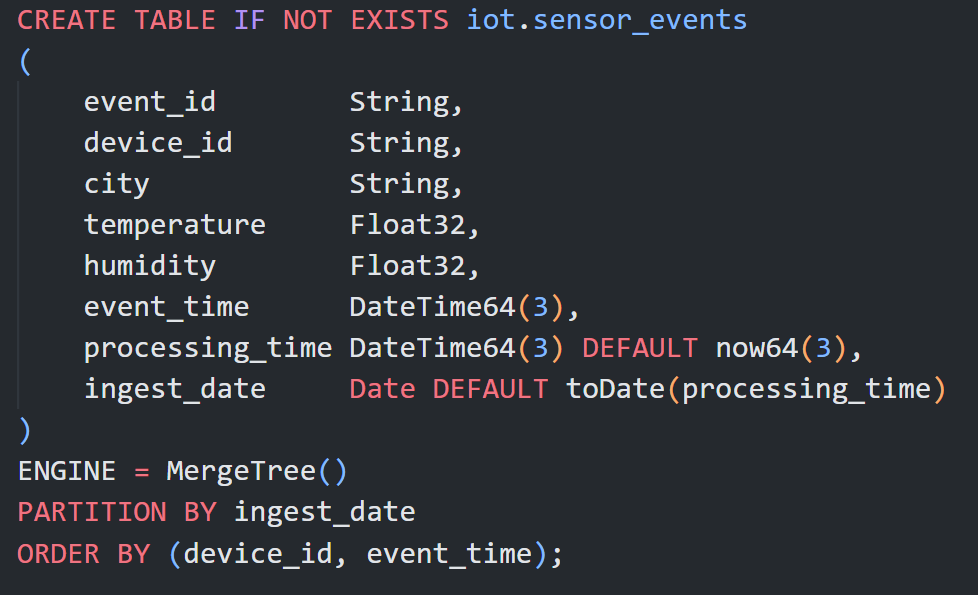 CREATE TABLE IF NOT EXISTS iot.sensor_events
(
    event_id        String,
    device_id       String,
    city            String,
    temperature     Float32,
    humidity        Float32,
    event_time      DateTime64(3),
    processing_time DateTime64(3) DEFAULT now64(3),
    ingest_date     Date DEFAULT toDate(processing_time)
)
ENGINE = MergeTree()
PARTITION BY ingest_date
ORDER BY (device_id, event_time);